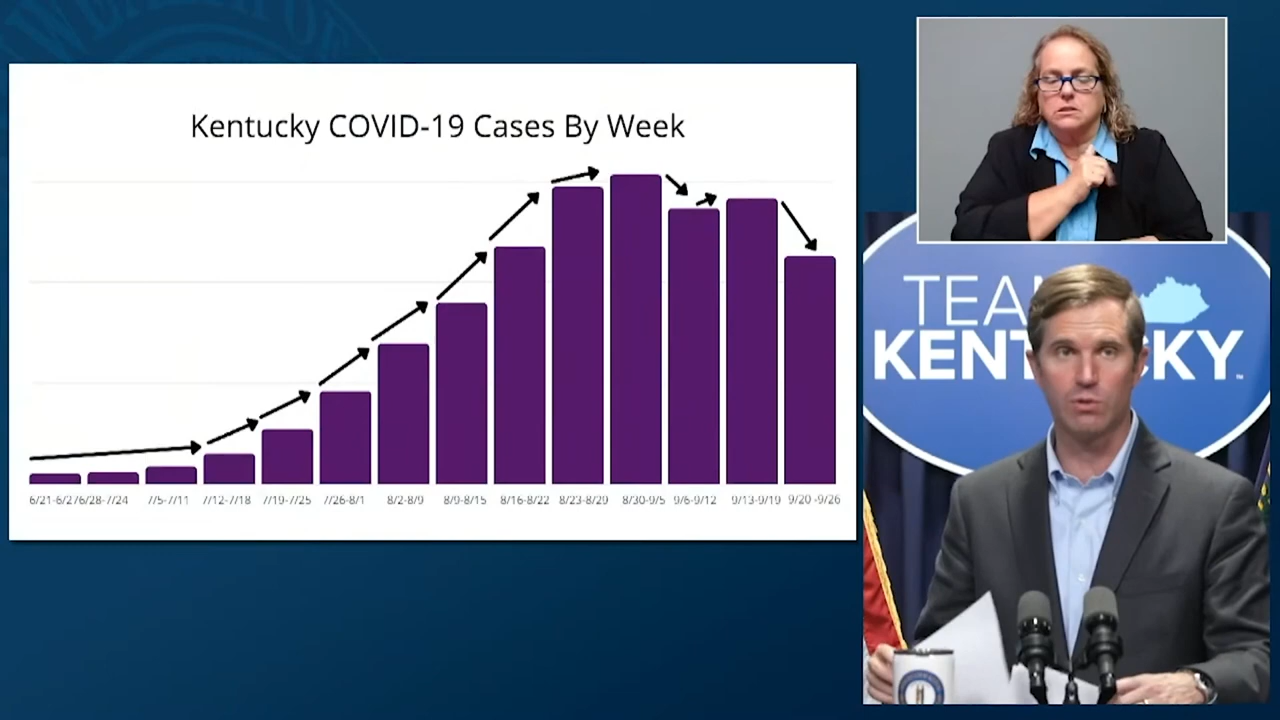 Kentucky COVID-19 Cases By Week
6/21-6/27 6/28-7/24 7/5-7/11 7/12-7/18 7/19-7/25 7/26-8/1 8/2-8/9 8/9-8/15 8/16-8/22 8/23-8/29 8/30-9/5 9/6-9/12 9/13-9/19 9/20 -9/26
TEAM
KENTUCKY™